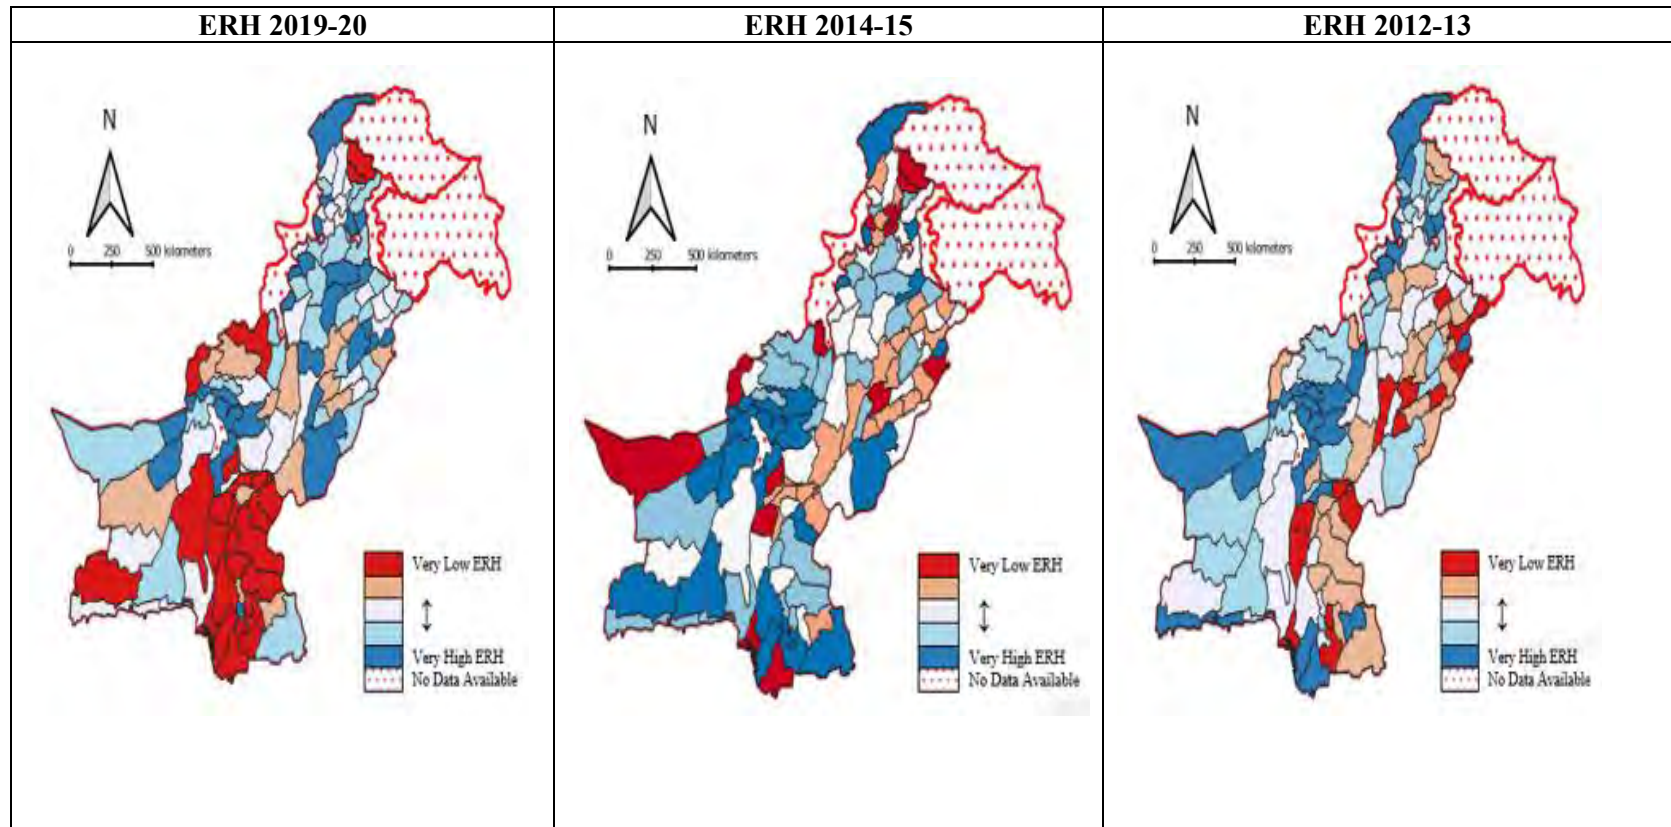 ERH 2019-20
ERH 2014-15
ERH 2012-13
N
0 250 500 kilometers
Very Low ERH
Very High ERH
No Data Available
N
0 250 500 kilometers
Very Low ERH
Very High ERH
No Data Available
N
0 250 500 kilometers
Very Low ERH
Very High ERH
No Data Available